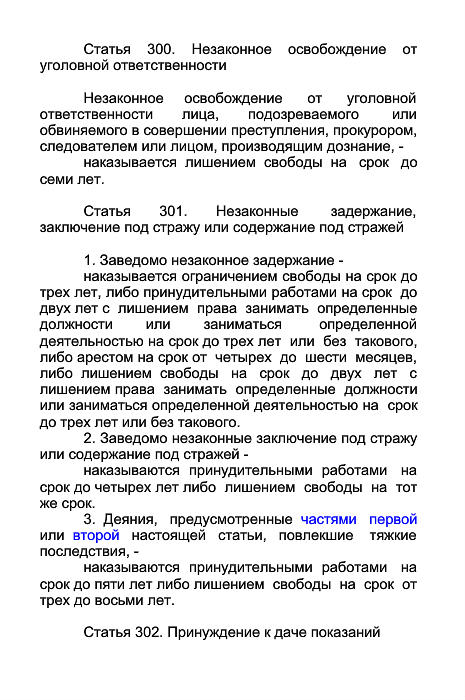 Статья 300. Незаконное освобождение от
уголовной ответственности
Незаконное освобождение от уголовной
ответственности лица, подозреваемого или
обвиняемого в совершении преступления, прокурором,
следователем или лицом, производящим дознание, -
наказывается лишением свободы на срок до
семи лет.
Статья 301. Незаконные задержание,
заключение под стражу или содержание под стражей
1. Заведомо незаконное задержание -
наказывается ограничением свободы на срок до
трех лет, либо принудительными работами на срок до
двух лет с лишением права занимать определенные
должности или заниматься определенной
деятельностью на срок до трех лет или без такового,
либо арестом на срок от четырех до шести месяцев,
либо лишением свободы на срок до двух лет с
лишением права занимать определенные должности
или заниматься определенной деятельностью на срок
до трех лет или без такового.
2. Заведомо незаконные заключение под стражу
или содержание под стражей -
наказываются принудительными работами на
срок до четырех лет либо лишением свободы на тот
же срок.
3. Деяния, предусмотренные частями первой
или второй настоящей статьи, повлекшие тяжкие
последствия, -
наказываются принудительными работами на
срок до пяти лет либо лишением свободы на срок от
трех до восьми лет.
Статья 302. Принуждение к даче показаний